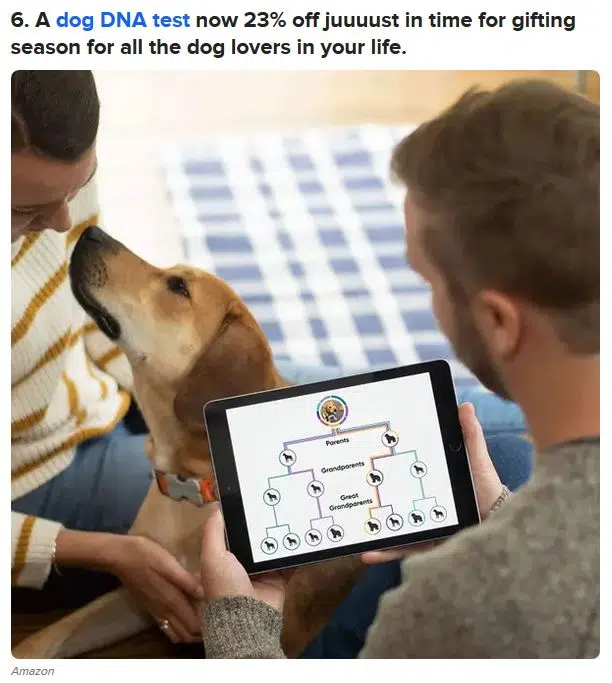 6. A dog DNA test now 23% off juuuust in time for gifting
season for all the dog lovers in your life.
Parents
Grandparents
Great
Grandparents
Amazon